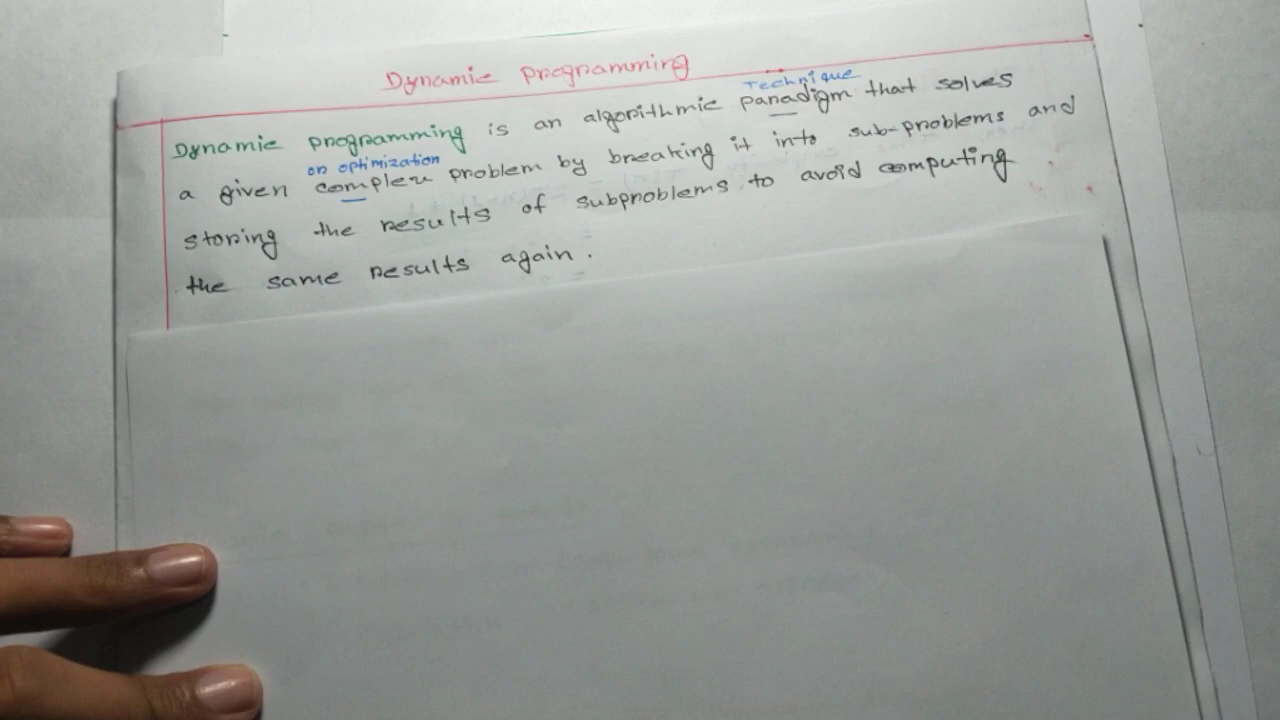 Dynamic Programming
Technique
Dynamic programming is an algorithmic paradigm that solves
or optimization
a given complex problem by breaking it into sub-problems and
storing the results of subproblems to avoid computing
the same results again.